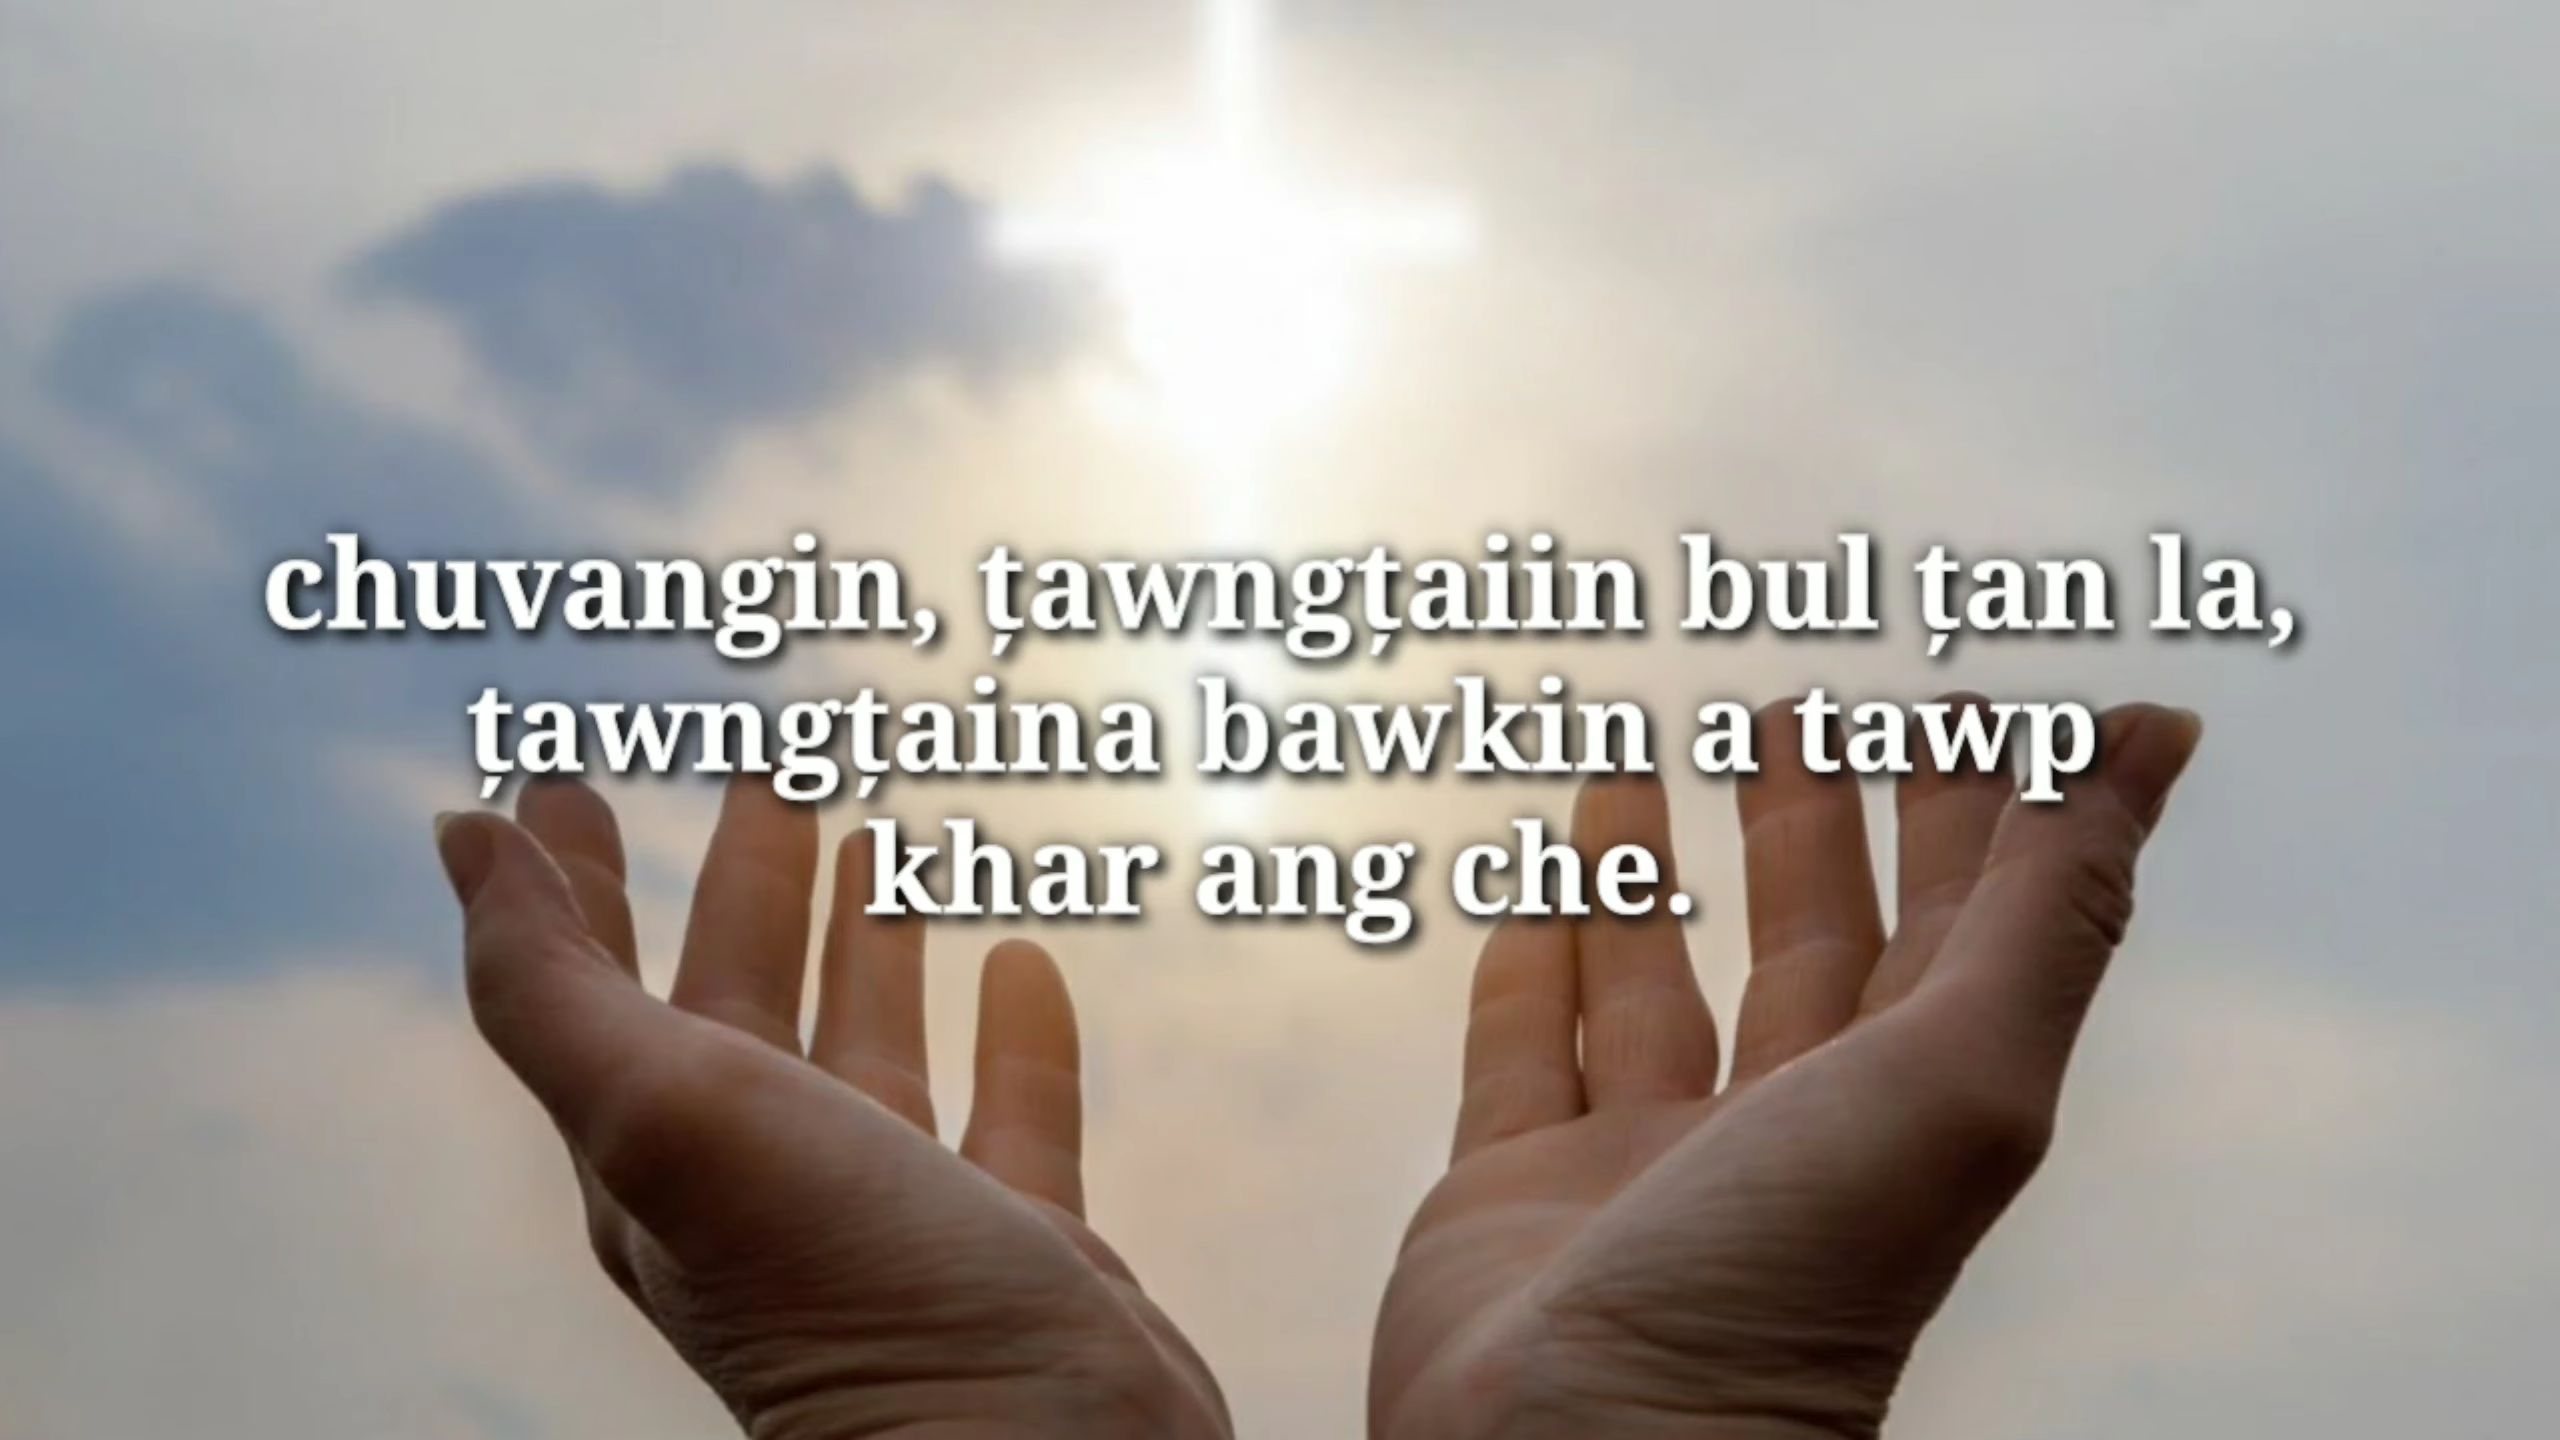 chuvangin, ṭawngṭaiin bul ṭan la,
ṭawngṭaina bawkin a tawp
khar ang che.